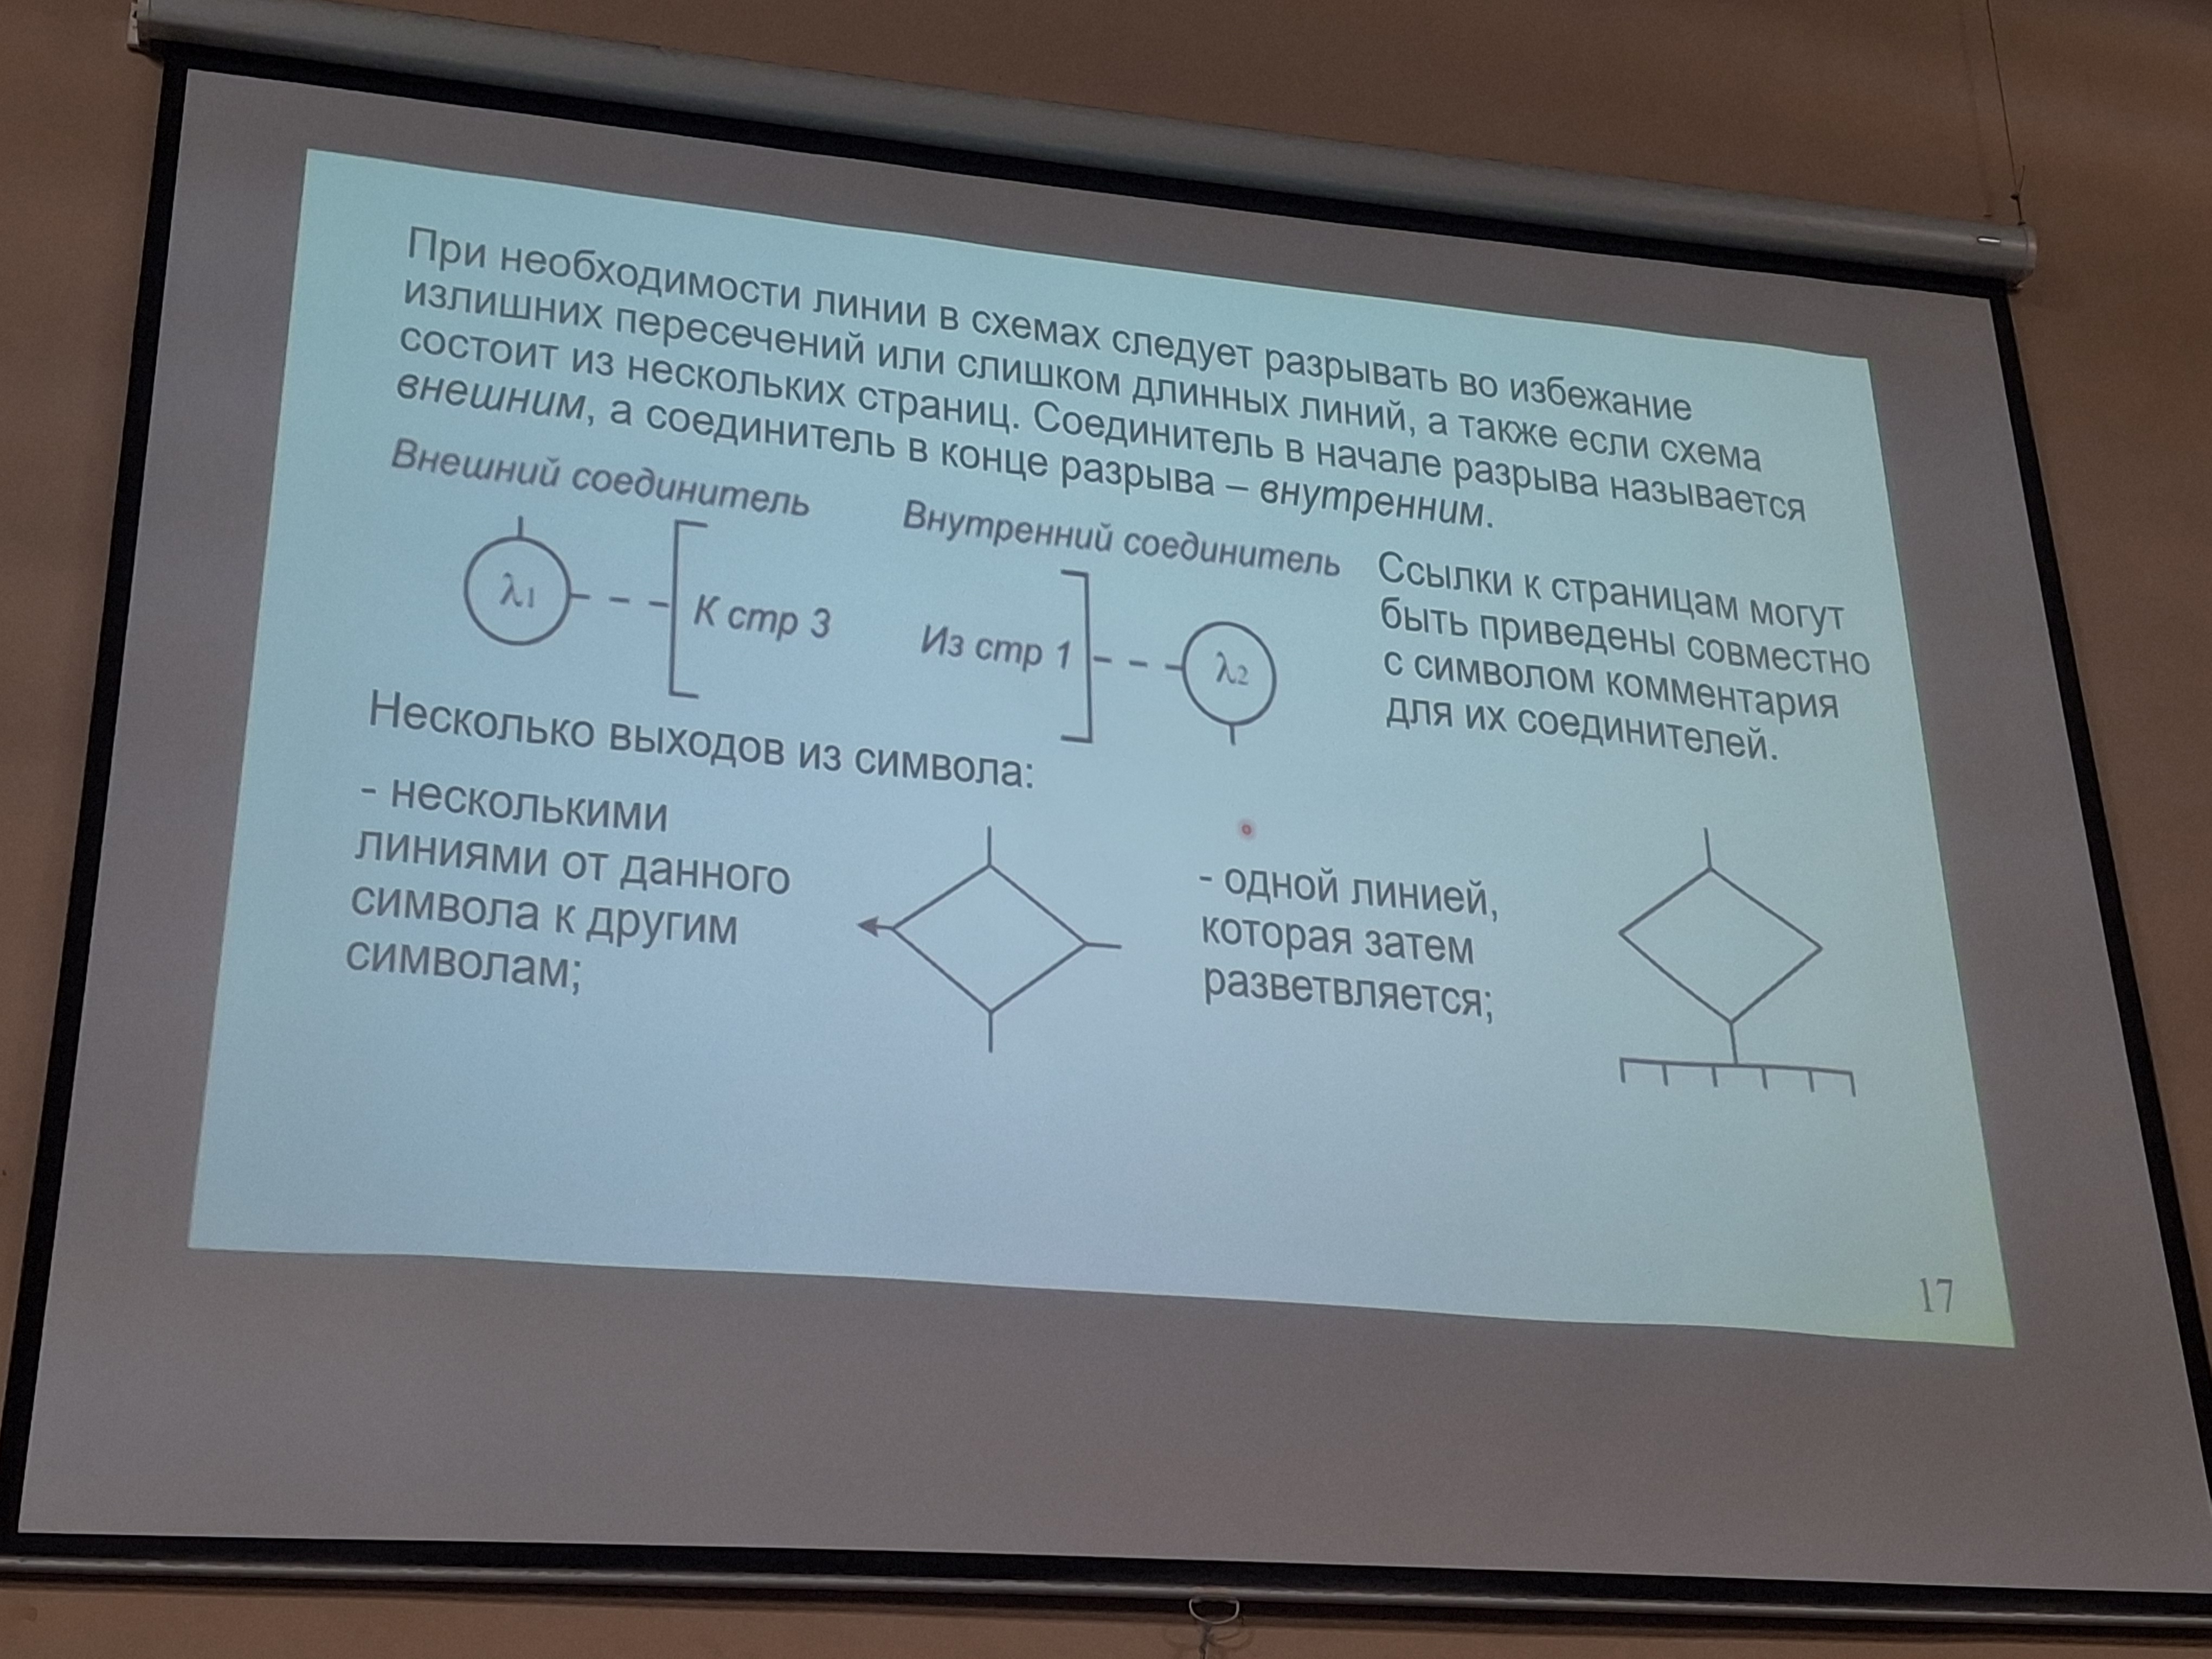 При необходимости линии в схемах следует разрывать во избежание
излишних пересечений или слишком длинных линий, а также если схема
состоит из нескольких страниц. Соединитель в начале разрыва называется
внешним, а соединитель в конце разрыва – внутренним.
Внешний соединитель
Внутренний соединитель
λ1
К стр 3
Из стр 1
λ2
Ссылки к страницам могут
быть приведены совместно
с символом комментария
для их соединителей.
Несколько выходов из символа:
- несколькими
линиями от данного
символа к другим
символам;
- одной линией,
которая затем
разветвляется;
17